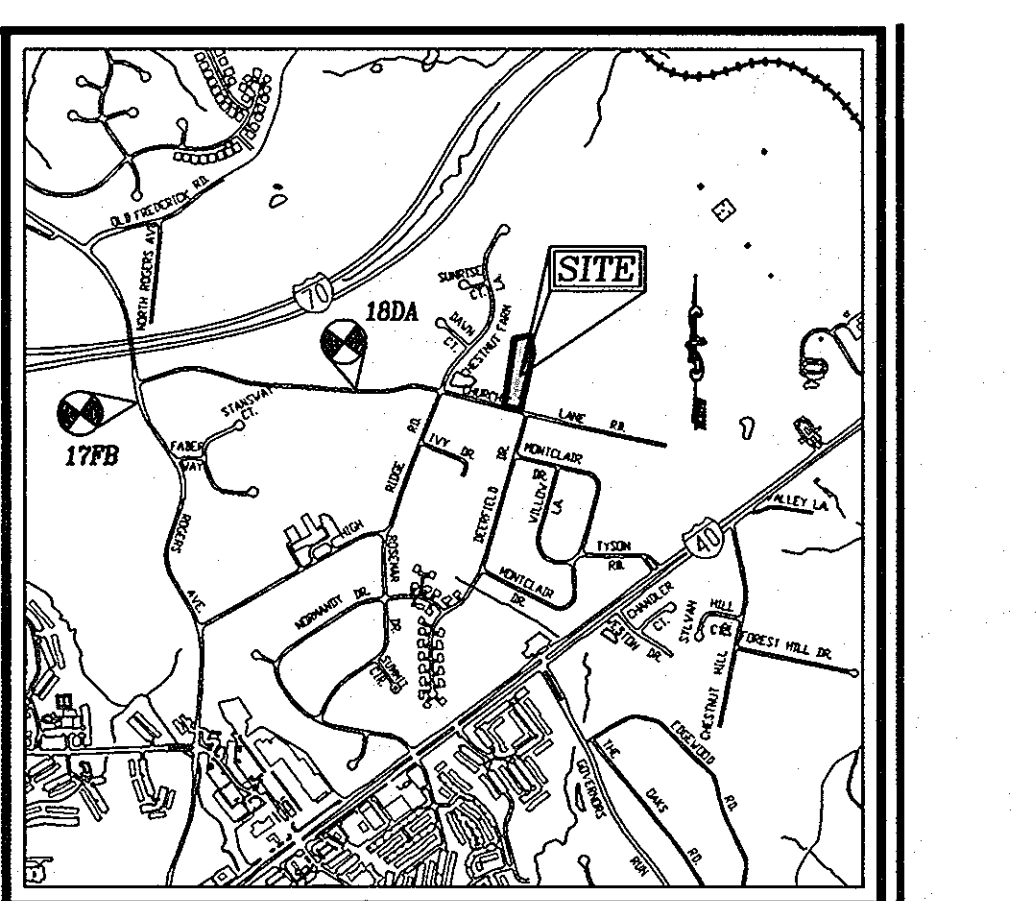 OLD FREDERICK RD.
NORTH ROGERS AVE
70
SUNRISE
CT.
SITE
18DA
DAWN
CT.
CHESTNUT FARM
CHURCH
LANE RD.
STANSWAY
CT.
17FB
FABER
WAY
RIDGE RD.
IVY DR.
MONTCLAIR
DR.
DEERFIELD DR.
WILLOW
LA.
HIGH
ROGERS AVE.
ROSEMAR DR.
TYSON
RD.
40
VALLEY LA.
MONTCLAIR
DR.
NORMANDY DR.
CHANDLER
CT.
SYLVAN
HILL
WESTON DR.
FOREST HILL DR.
CHESTNUT HILL
SUMMIT
CIR.
EDGEWOOD RD.
THE OAKS RD.
GOVERNORS RUN